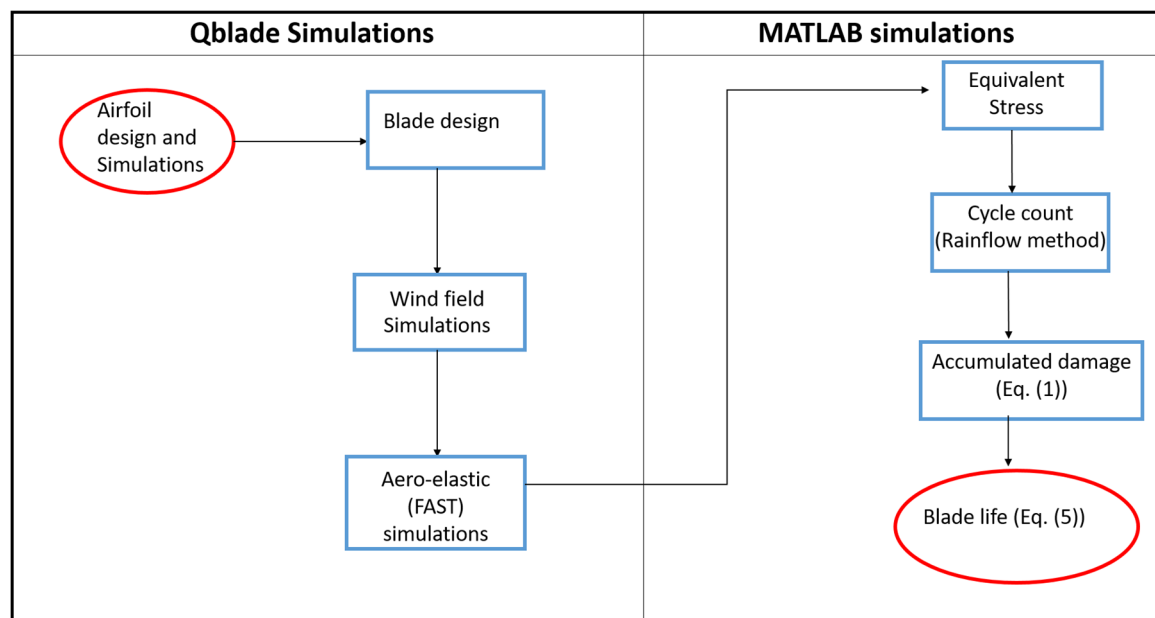 Qblade Simulations
Airfoil
design and
Simulations
Blade design
Wind field
Simulations
Aero-elastic
(FAST)
simulations
MATLAB simulations
Equivalent
Stress
Cycle count
(Rainflow method)
Accumulated damage
(Eq. (1))
Blade life (Eq. (5))